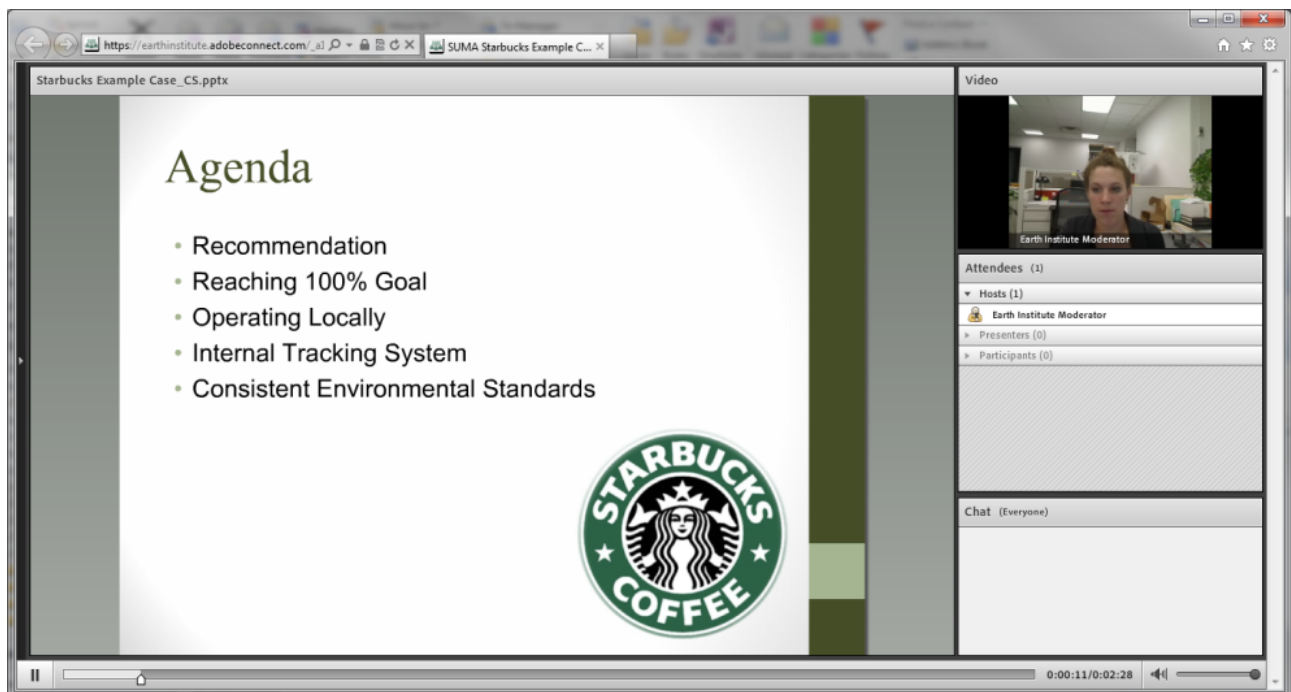 https://earthinstitute.adobeconnect.com/_a1
SUMA Starbucks Example C...
Starbucks Example Case_CS.pptx
Agenda
• Recommendation
• Reaching 100% Goal
• Operating Locally
• Internal Tracking System
• Consistent Environmental Standards
STARBUCKS
COFFEE
Video
Earth Institute Moderator
Attendees (1)
Hosts (1)
Earth Institute Moderator
Presenters (0)
Participants (0)
Chat (Everyone)
0:00:11/0:02:28